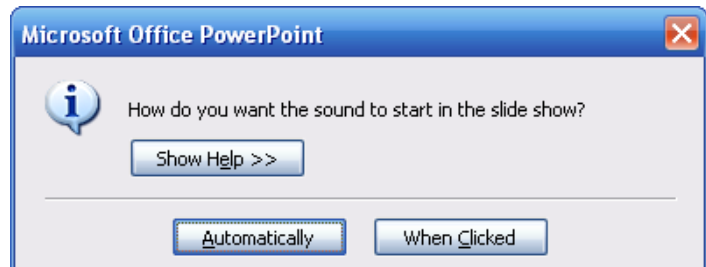 Microsoft Office PowerPoint
How do you want the sound to start in the slide show?
Show Help >>
Automatically When Clicked